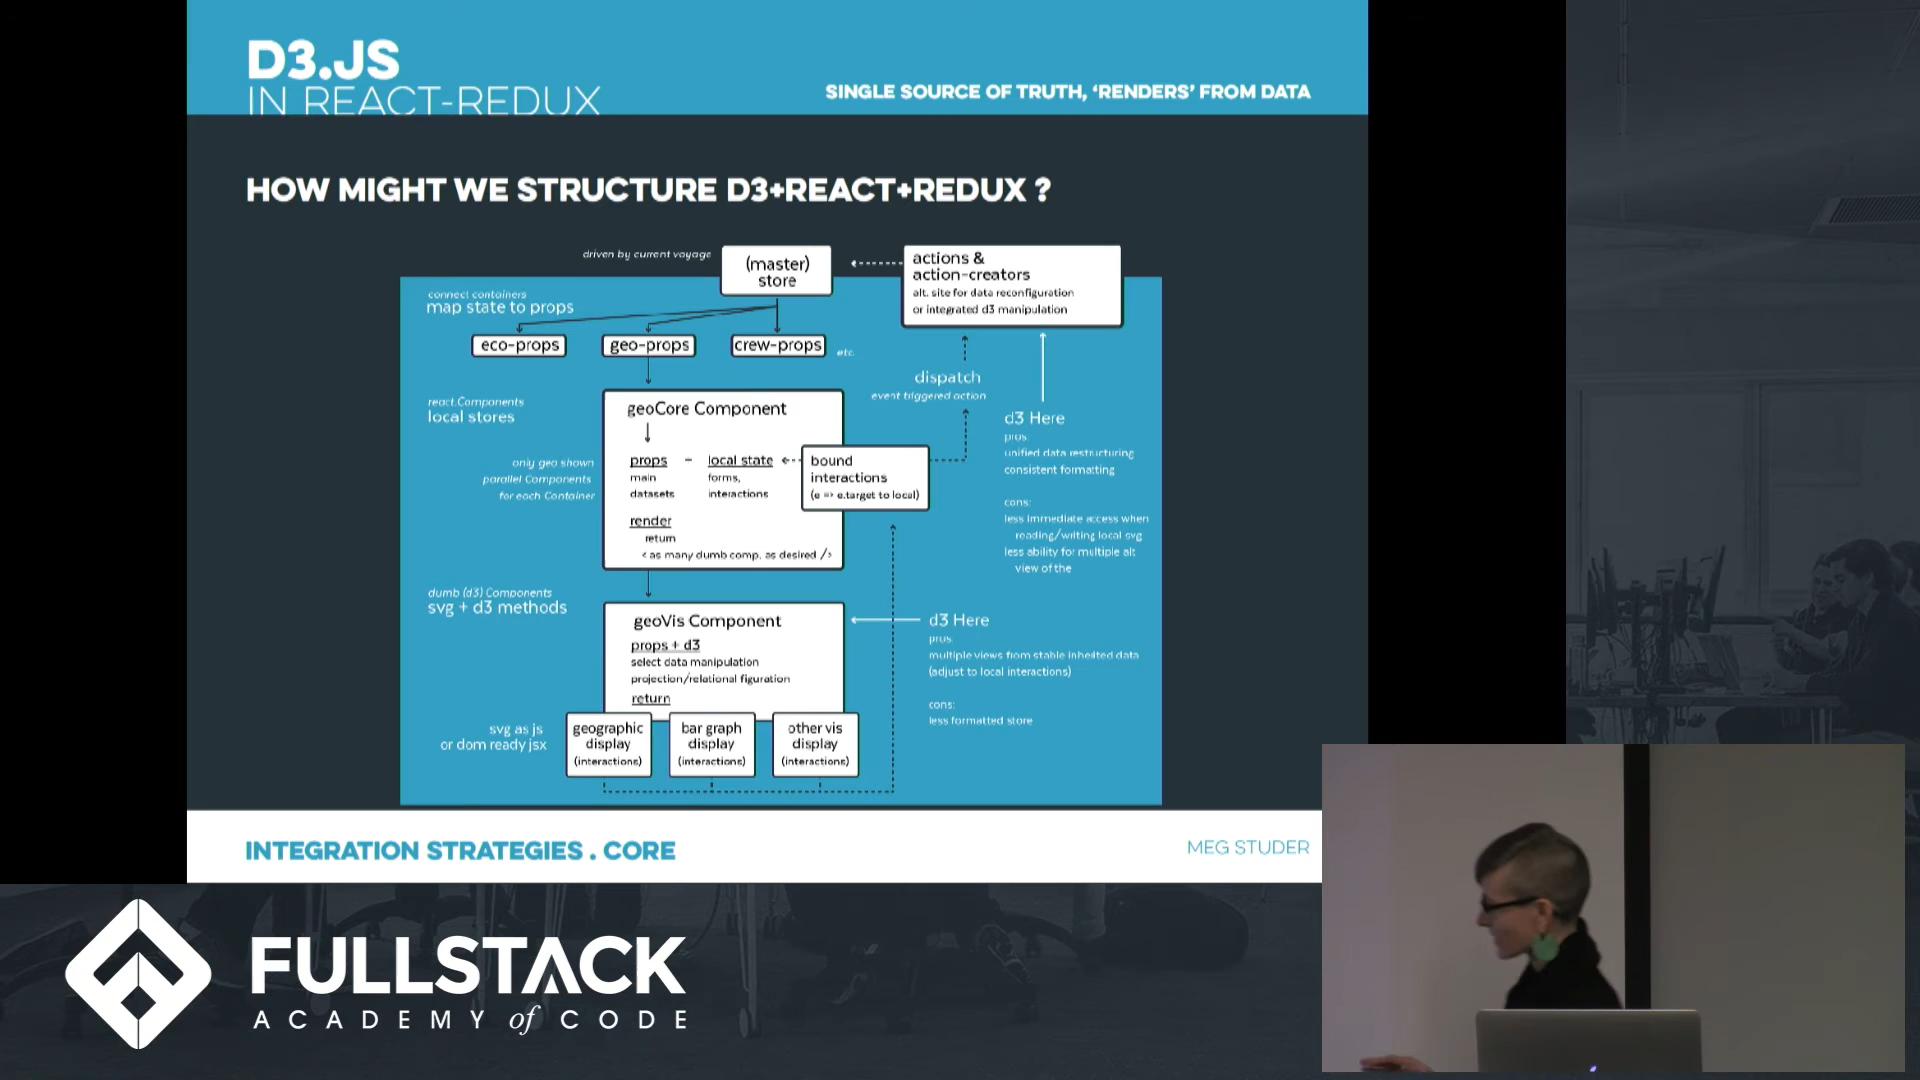 D3.JS
IN REACT-REDUX
SINGLE SOURCE OF TRUTH, ‘RENDERS’ FROM DATA
HOW MIGHT WE STRUCTURE D3+REACT+REDUX ?
driven by current voyage
(master)
store
actions &
action-creators
alt. site for data reconfiguration
or integrated d3 manipulation
connect containers
map state to props
eco-props
geo-props
crew-props
etc.
dispatch
event triggered action
react.Components
local stores
geoCore Component
only geo shown
parallel Components
for each Container
props
main
datasets
-
local state
forms,
interactions
bound
interactions
(e => e.target to local)
render
return
< as many dumb comp. as desired />
d3 Here
pros:
unified data restructuring
consistent formatting
cons:
less immediate access when
reading/writing local svg
less ability for multiple alt
view of the
dumb (d3) Components
svg + d3 methods
geoVis Component
props + d3
select data manipulation
projection/relational figuration
return
d3 Here
pros:
multiple views from stable inherited data
(adjust to local interactions)
cons:
less formatted store
svg as js
or dom ready jsx
geographic
display
(interactions)
bar graph
display
(interactions)
other vis
display
(interactions)
INTEGRATION STRATEGIES . CORE
MEG STUDER
FULLSTACK
ACADEMY of CODE